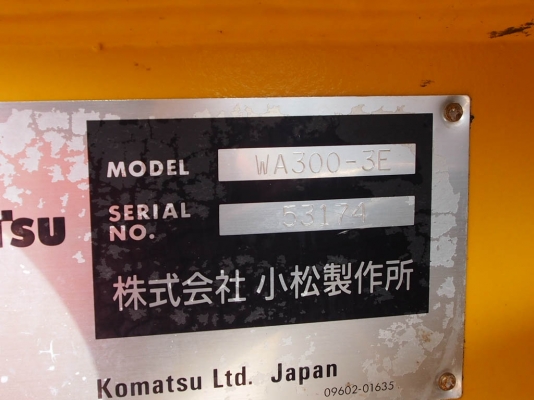 MODEL WA300-3E
SERIAL NO. 53174
tsu
株式会社 小松製作所
Komatsu Ltd. Japan
09602-01635